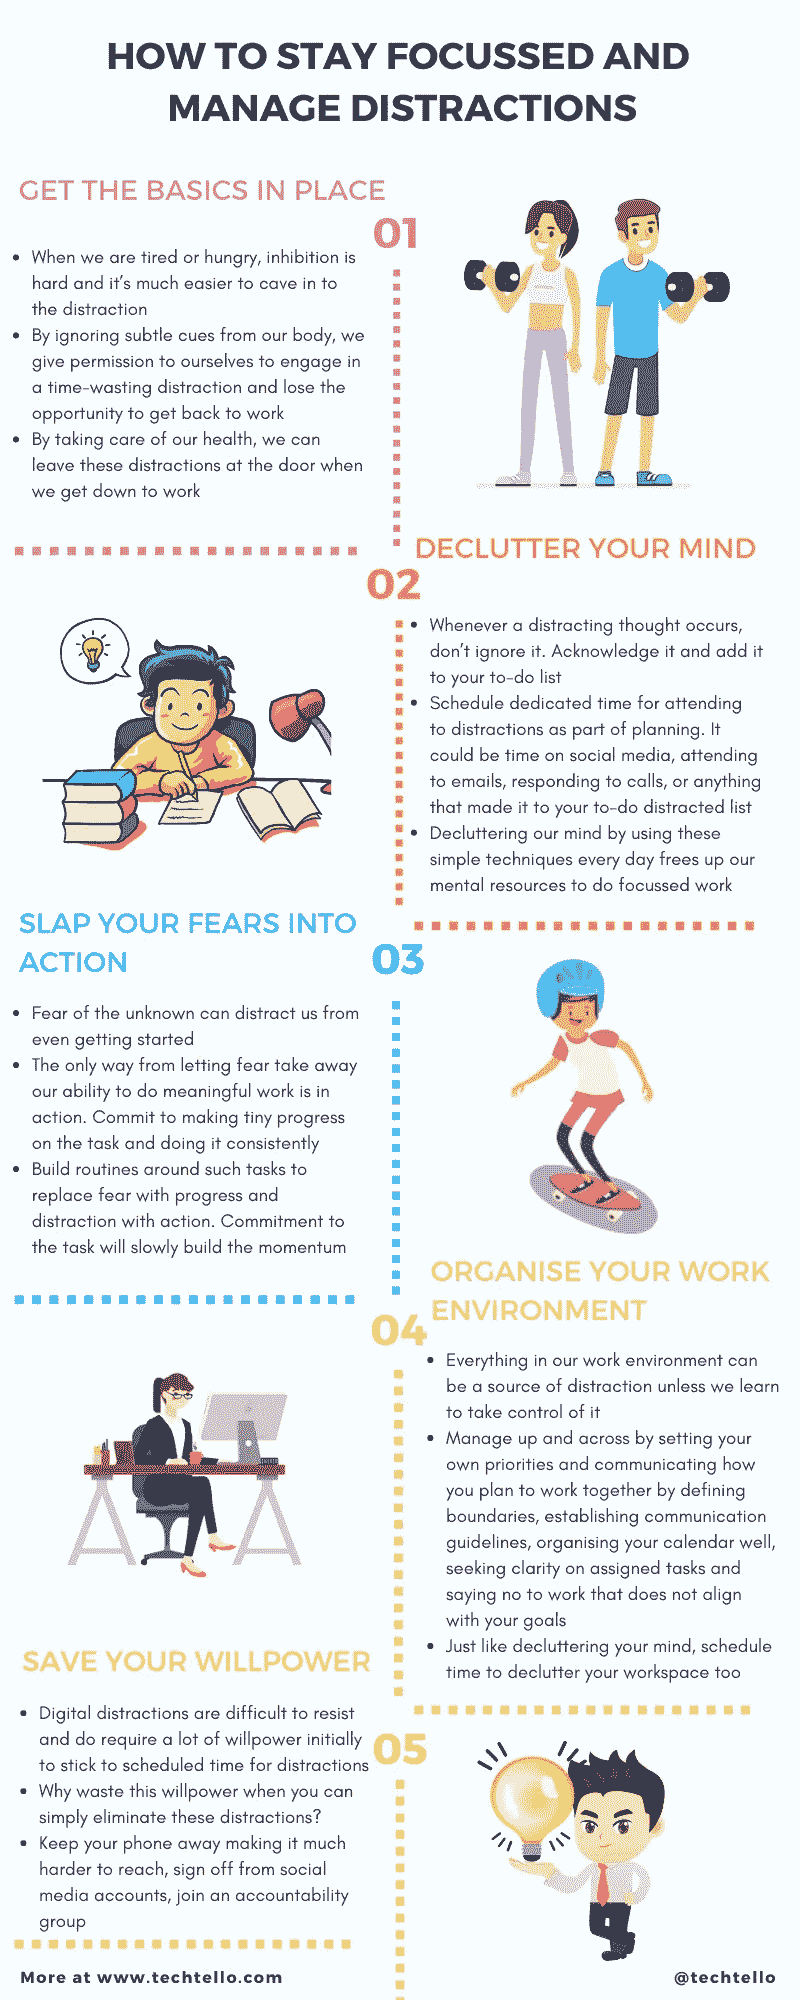 HOW TO STAY FOCUSSED AND
MANAGE DISTRACTIONS
GET THE BASICS IN PLACE
01
• When we are tired or hungry, inhibition is
hard and it's much easier to cave in to
the distraction
• By ignoring subtle cues from our body, we
give permission to ourselves to engage in
a time-wasting distraction and lose the
opportunity to get back to work
• By taking care of our health, we can
leave these distractions at the door when
we get down to work
DECLUTTER YOUR MIND
02
• Whenever a distracting thought occurs,
don't ignore it. Acknowledge it and add it
to your to-do list
• Schedule dedicated time for attending
to distractions as part of planning. It
could be time on social media, attending
to emails, responding to calls, or anything
that made it to your to-do distracted list
• Decluttering our mind by using these
simple techniques every day frees up our
mental resources to do focussed work
SLAP YOUR FEARS INTO
ACTION
03
• Fear of the unknown can distract us from
even getting started
• The only way from letting fear take away
our ability to do meaningful work is in
action. Commit to making tiny progress
on the task and doing it consistently
• Build routines around such tasks to
replace fear with progress and
distraction with action. Commitment to
the task will slowly build the momentum
ORGANISE YOUR WORK
ENVIRONMENT
04
• Everything in our work environment can
be a source of distraction unless we learn
to take control of it
• Manage up and across by setting your
own priorities and communicating how
you plan to work together by defining
boundaries, establishing communication
guidelines, organising your calendar well,
seeking clarity on assigned tasks and
saying no to work that does not align
with your goals
• Just like decluttering your mind, schedule
time to declutter your workspace too
SAVE YOUR WILLPOWER
05
• Digital distractions are difficult to resist
and do require a lot of willpower initially
to stick to scheduled time for distractions
• Why waste this willpower when you can
simply eliminate these distractions?
• Keep your phone away making it much
harder to reach, sign off from social
media accounts, join an accountability
group
More at www.techtello.com
@techtello